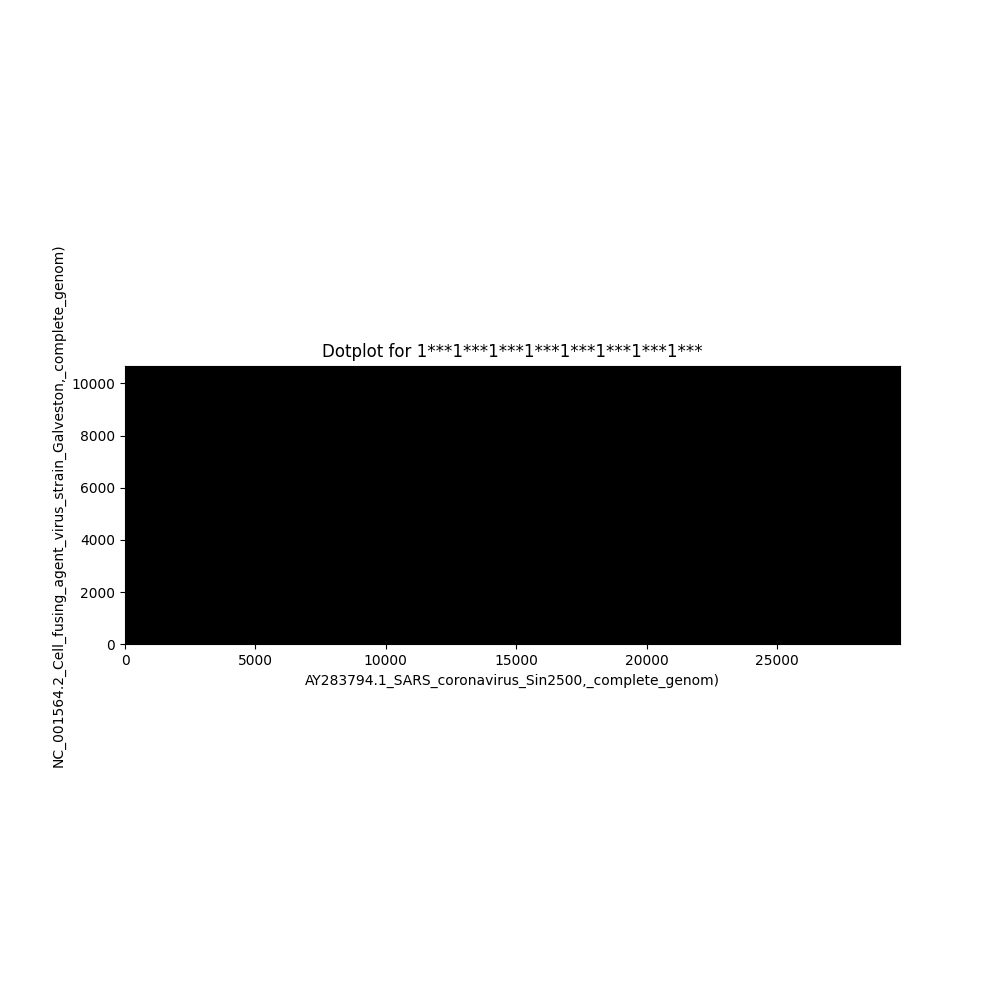 Dotplot for 1***1***1***1***1***1***1***1***
NC_001564.2_Cell_fusing_agent_virus_strain_Galveston,_complete_genom)
10000
8000
6000
4000
2000
0
0 5000 10000 15000 20000 25000
AY283794.1_SARS_coronavirus_Sin2500,_complete_genom)